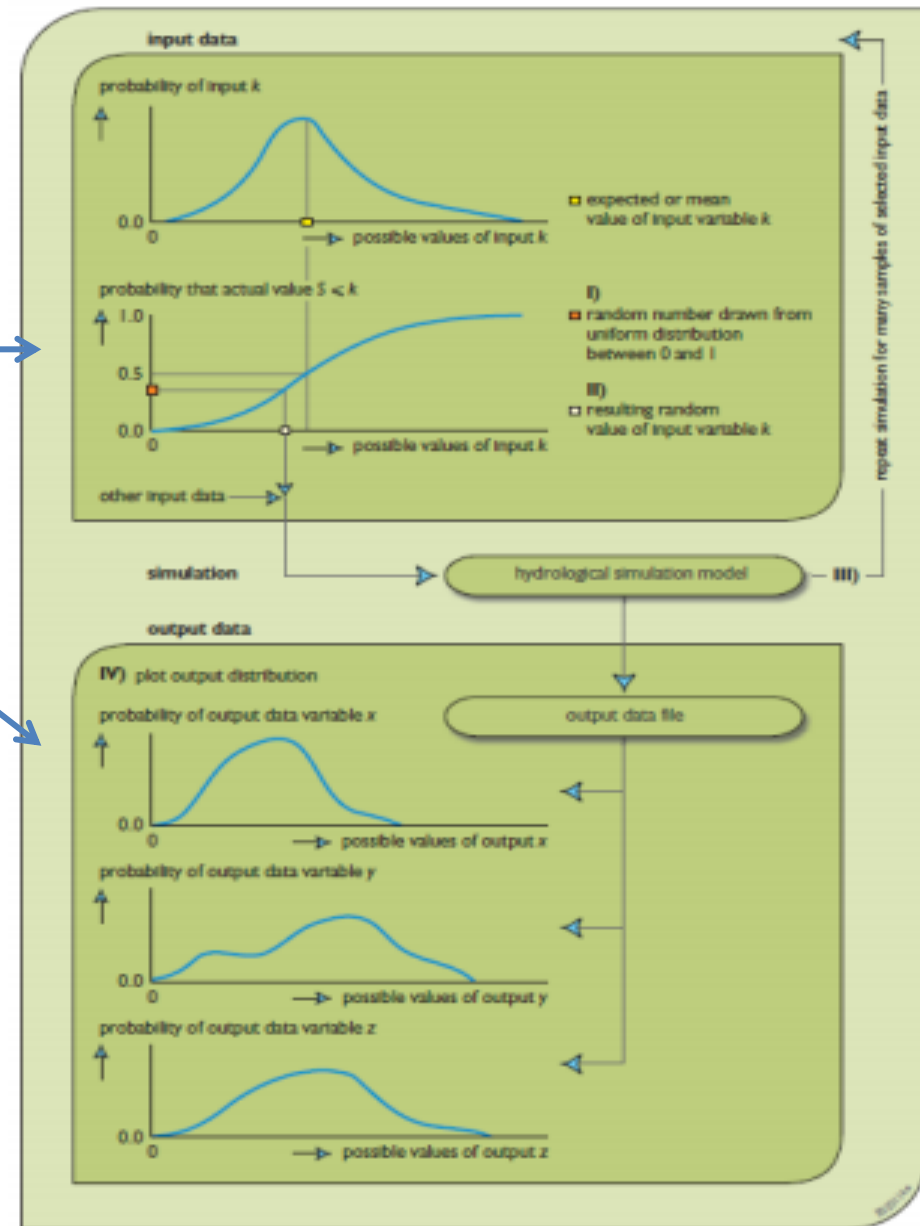 input data
probability of input k
0.0
0
possible values of input k
expected or mean
value of input variable k
probability that actual value S ⩽ k
1.0
0.5
0.0
0
possible values of input k
I)
random number drawn from
uniform distribution
between 0 and 1
III)
resulting random
value of input variable k
other input data
repeat simulation for many samples of selected input data
simulation
hydrological simulation model
III)
output data
IV) plot output distribution
output data file
probability of output data variable x
0.0
0
possible values of output x
probability of output data variable y
0.0
0
possible values of output y
probability of output data variable z
0.0
0
possible values of output z